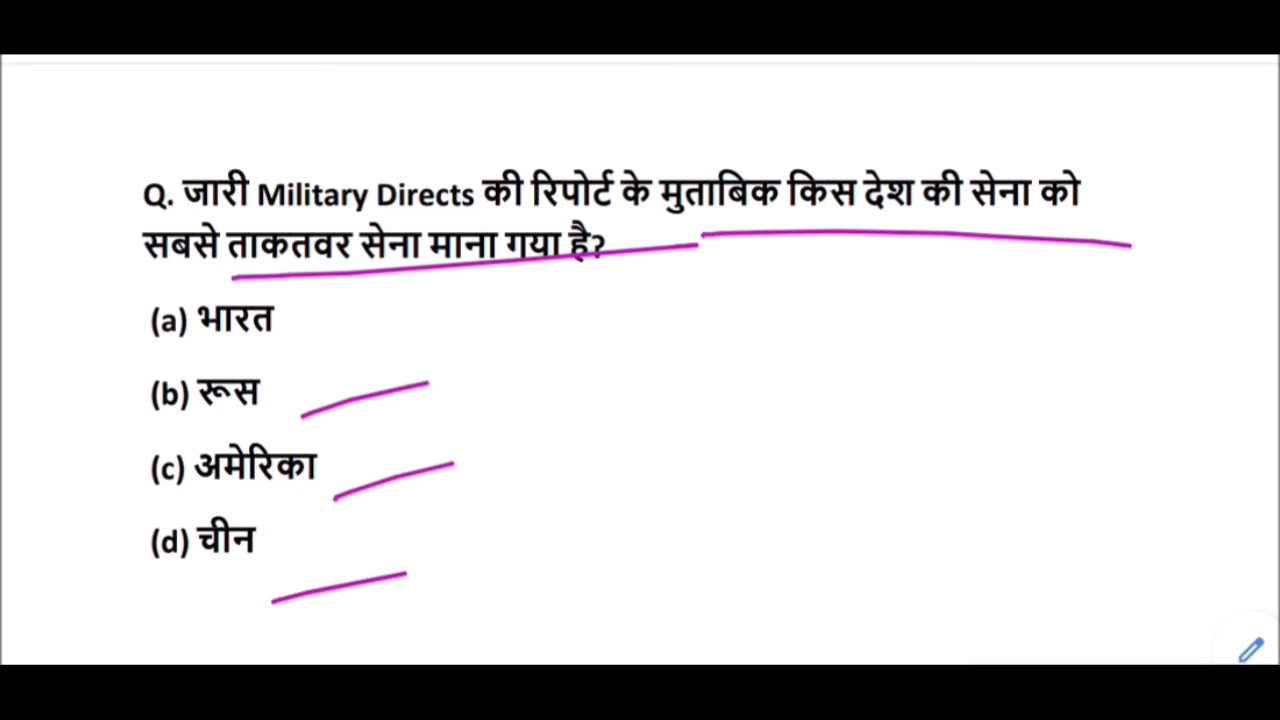 Q. जारी Military Directs की रिपोर्ट के मुताबिक किस देश की सेना को
सबसे ताकतवर सेना माना गया है?
(a) भारत
(b) रूस
(c) अमेरिका
(d) चीन